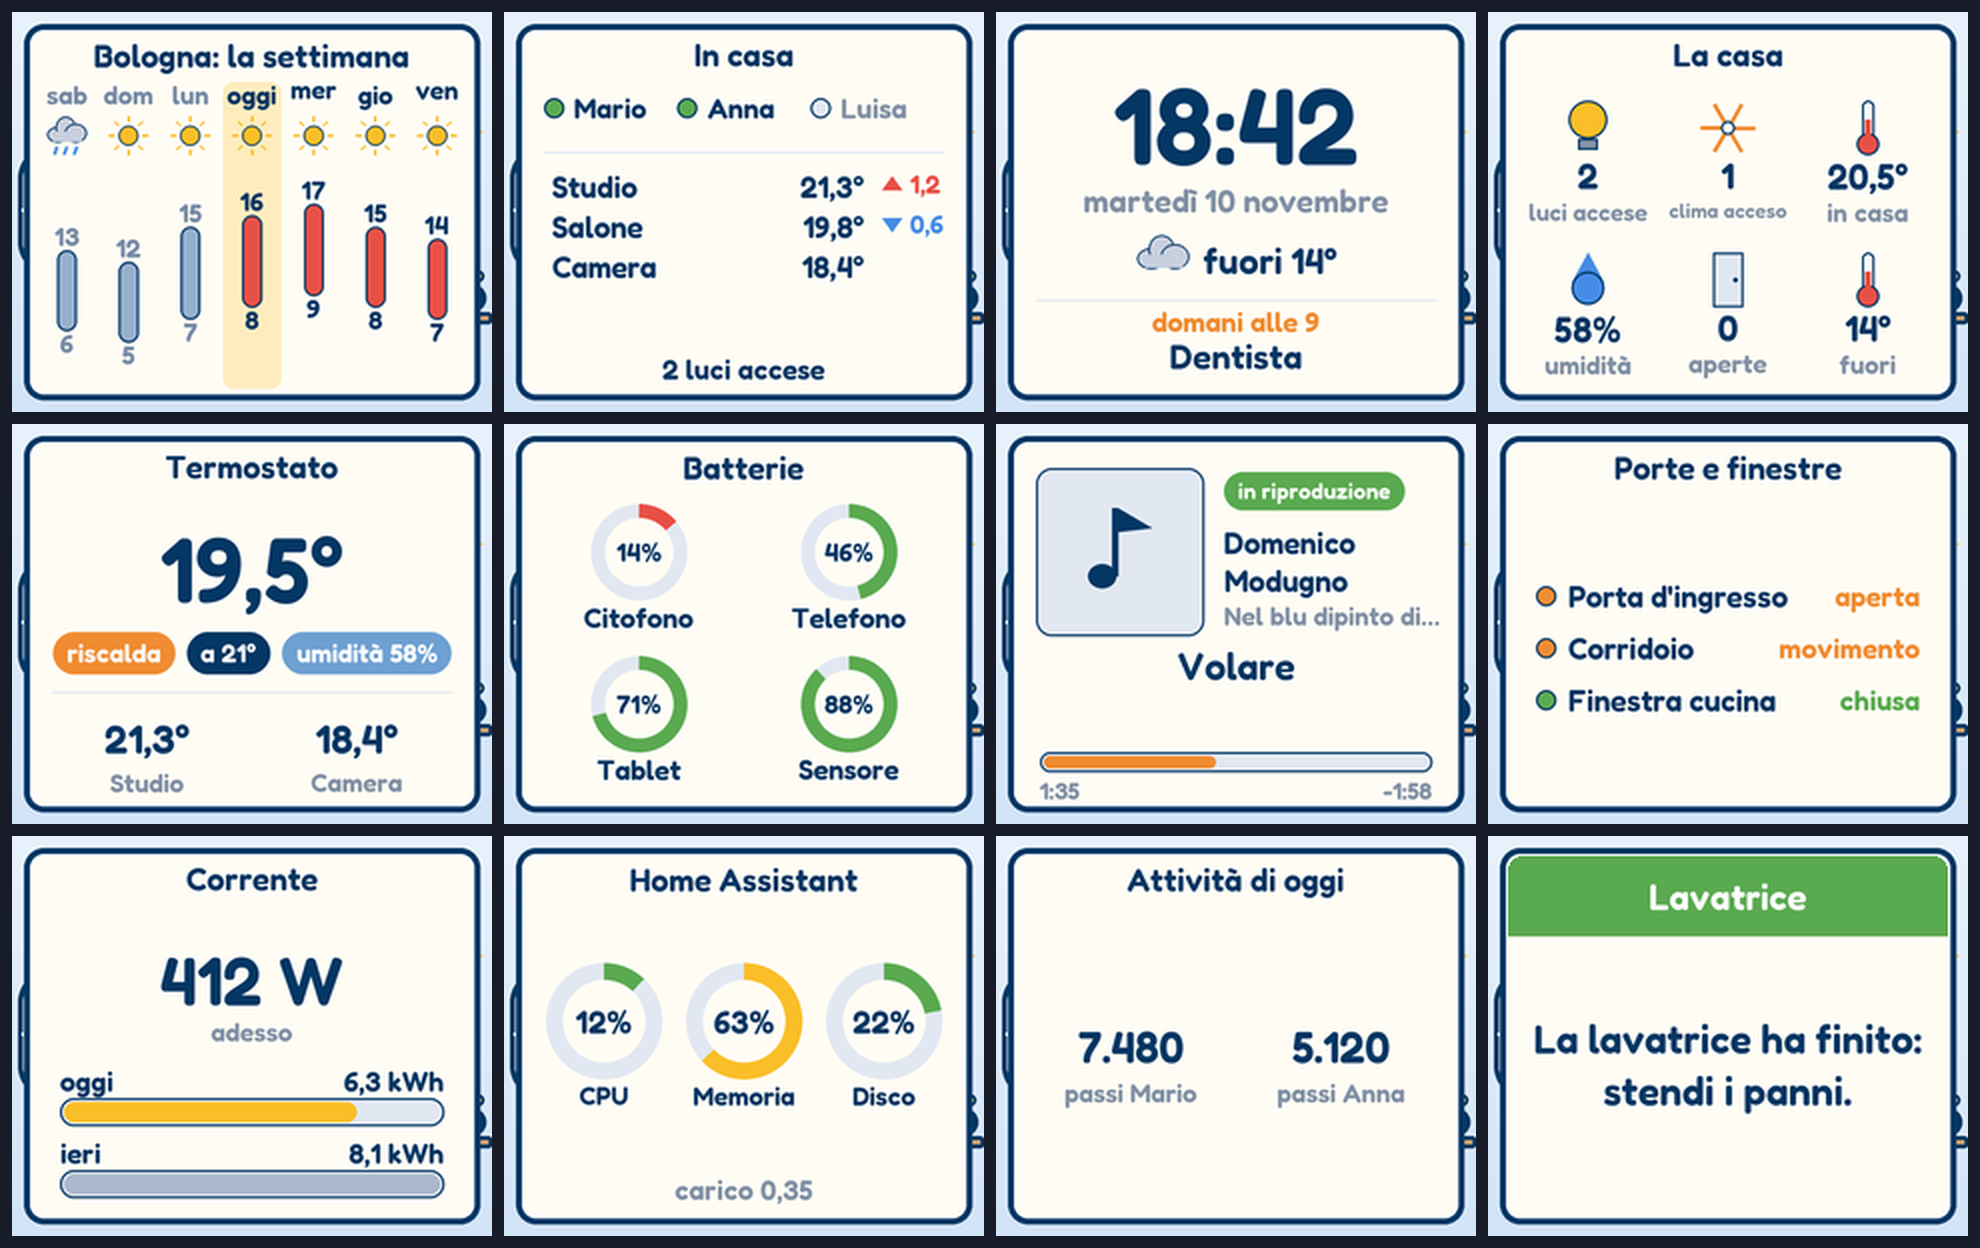 Bologna: la settimana
sab dom lun oggi mer gio ven
13 12 15 16 17 15 14
6 5 7 8 9 8 7
In casa
Mario Anna Luisa
Studio 21,3° 1,2
Salone 19,8° 0,6
Camera 18,4°
2 luci accese
18:42
martedì 10 novembre
fuori 14°
domani alle 9
Dentista
La casa
2 1 20,5°
luci accese clima acceso in casa
58% 0 14°
umidità aperte fuori
Termostato
19,5°
riscalda a 21° umidità 58%
21,3° 18,4°
Studio Camera
Batterie
14% 46%
Citofono Telefono
71% 88%
Tablet Sensore
in riproduzione
Domenico
Modugno
Nel blu dipinto di...
Volare
1:35 -1:58
Porte e finestre
Porta d'ingresso aperta
Corridoio movimento
Finestra cucina chiusa
Corrente
412 W
adesso
oggi 6,3 kWh
ieri 8,1 kWh
Home Assistant
12% 63% 22%
CPU Memoria Disco
carico 0,35
Attività di oggi
7.480 5.120
passi Mario passi Anna
Lavatrice
La lavatrice ha finito:
stendi i panni.